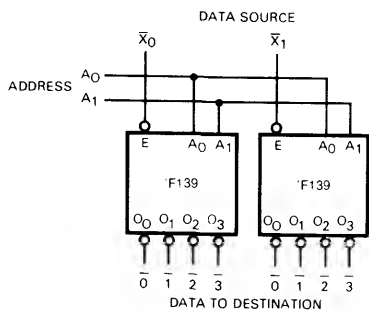 DATA SOURCE
X̅0 X̅1
A0
ADDRESS
A1
E A0 A1 E A0 A1
'F139 'F139
O0 O1 O2 O3 O0 O1 O2 O3
0̅ 1̅ 2̅ 3̅ 0̅ 1̅ 2̅ 3̅
DATA TO DESTINATION